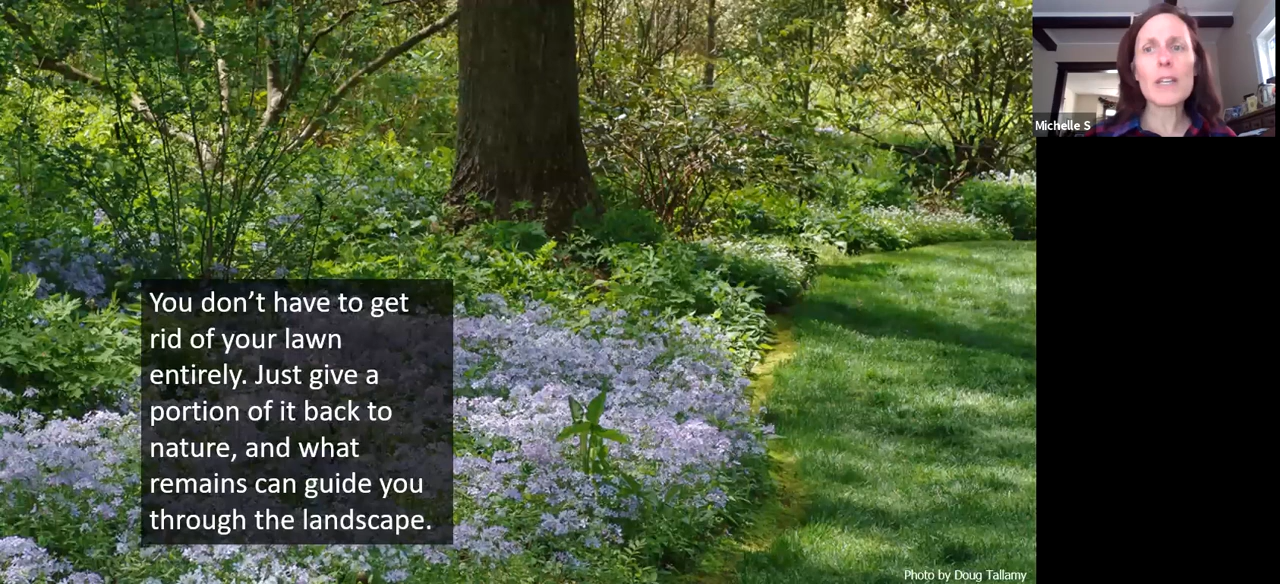 Michelle S
You don't have to get
rid of your lawn
entirely. Just give a
portion of it back to
nature, and what
remains can guide you
through the landscape.
Photo by Doug Tallamy